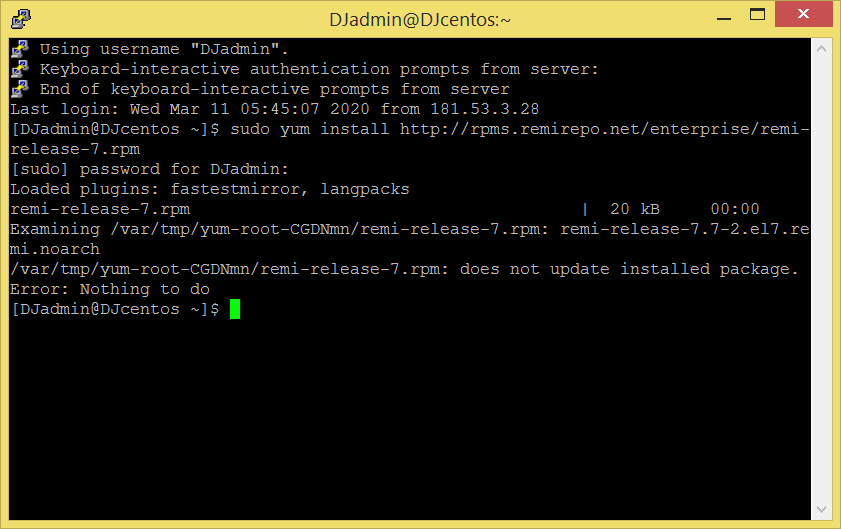 DJadmin@DJcentos:~
Using username "DJadmin".
Keyboard-interactive authentication prompts from server:
End of keyboard-interactive prompts from server
Last login: Wed Mar 11 05:45:07 2020 from 181.53.3.28
[DJadmin@DJcentos ~]$ sudo yum install http://rpms.remirepo.net/enterprise/remi-
release-7.rpm
[sudo] password for DJadmin:
Loaded plugins: fastestmirror, langpacks
remi-release-7.rpm | 20 kB 00:00
Examining /var/tmp/yum-root-CGDNmn/remi-release-7.rpm: remi-release-7.7-2.el7.re
mi.noarch
/var/tmp/yum-root-CGDNmn/remi-release-7.rpm: does not update installed package.
Error: Nothing to do
[DJadmin@DJcentos ~]$